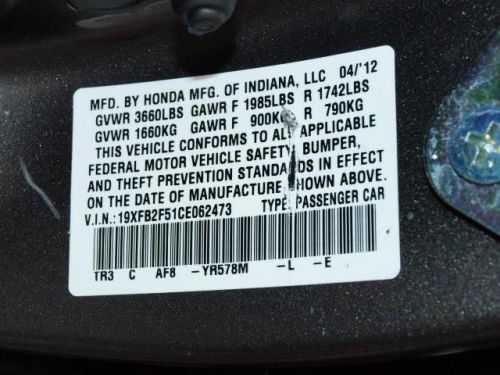 MFD. BY HONDA MFG. OF INDIANA, LLC 04/'12
GVWR 3660LBS GAWR F 1985LBS R 1742LBS
GVWR 1660KG GAWR F 900KG R 790KG
THIS VEHICLE CONFORMS TO ALL APPLICABLE
FEDERAL MOTOR VEHICLE SAFETY, BUMPER,
AND THEFT PREVENTION STANDARDS IN EFFECT
ON THE DATE OF MANUFACTURE SHOWN ABOVE.
V.I.N.: 19XFB2F51CE062473 TYPE: PASSENGER CAR
TR3 C AF8 -YR578M -L -E